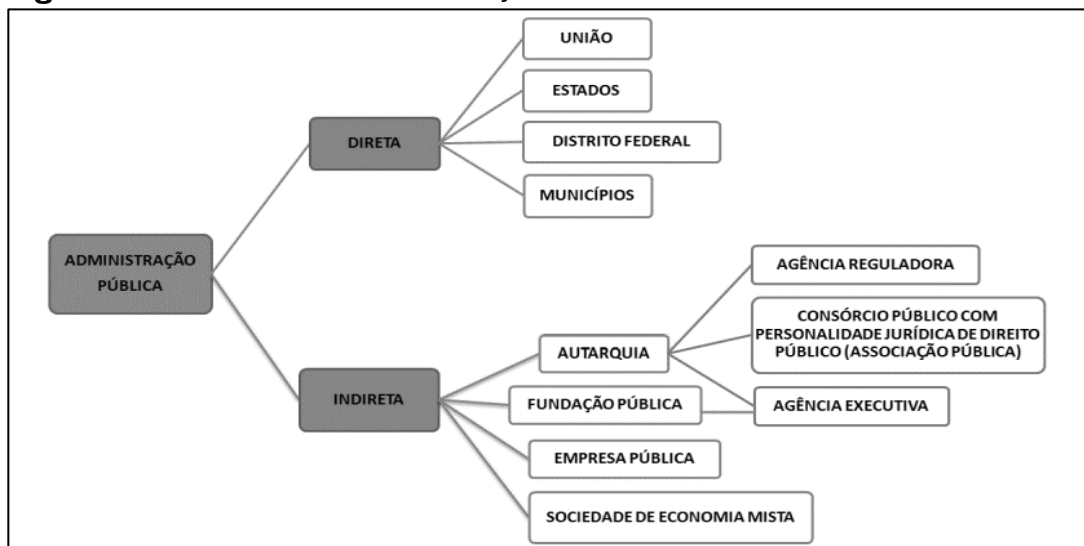 UNIÃO
ESTADOS
DISTRITO FEDERAL
MUNICÍPIOS
DIRETA
ADMINISTRAÇÃO
PÚBLICA
INDIRETA
AUTARQUIA
FUNDAÇÃO PÚBLICA
EMPRESA PÚBLICA
SOCIEDADE DE ECONOMIA MISTA
AGÊNCIA REGULADORA
CONSÓRCIO PÚBLICO COM
PERSONALIDADE JURÍDICA DE DIREITO
PÚBLICO (ASSOCIAÇÃO PÚBLICA)
AGÊNCIA EXECUTIVA